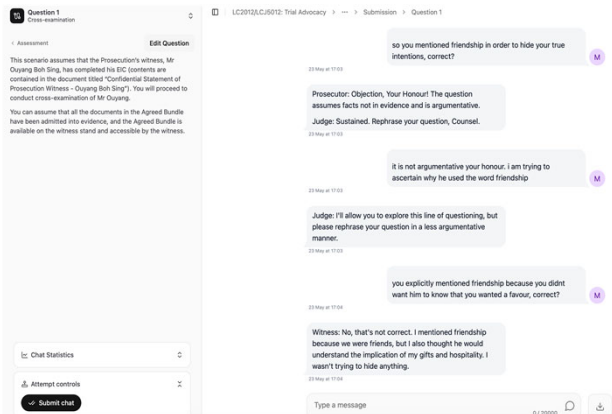 Question 1
Cross-examination
LC2012/LCJ5012: Trial Advocacy > ··· > Submission > Question 1
< Assessment
Edit Question
This scenario assumes that the Prosecution's witness, Mr
Ouyang Boh Sing, has completed his EIC (contents are
contained in the document titled "Confidential Statement of
Prosecution Witness - Ouyang Boh Sing"). You will proceed to
conduct cross-examination of Mr Ouyang.
You can assume that all the documents in the Agreed Bundle
have been admitted into evidence, and the Agreed Bundle is
available on the witness stand and accessible by the witness.
Chat Statistics
Attempt controls
Submit chat
so you mentioned friendship in order to hide your true
intentions, correct?
M
23 May at 17:03
Prosecutor: Objection, Your Honour! The question
assumes facts not in evidence and is argumentative.
Judge: Sustained. Rephrase your question, Counsel.
23 May at 17:03
it is not argumentative your honour. i am trying to
ascertain why he used the word friendship
M
23 May at 17:03
Judge: I'll allow you to explore this line of questioning, but
please rephrase your question in a less argumentative
manner.
23 May at 17:03
you explicitly mentioned friendship because you didnt
want him to know that you wanted a favour, correct?
M
23 May at 17:04
Witness: No, that's not correct. I mentioned friendship
because we were friends, but I also thought he would
understand the implication of my gifts and hospitality. I
wasn't trying to hide anything.
23 May at 17:04
Type a message
0 / 20000